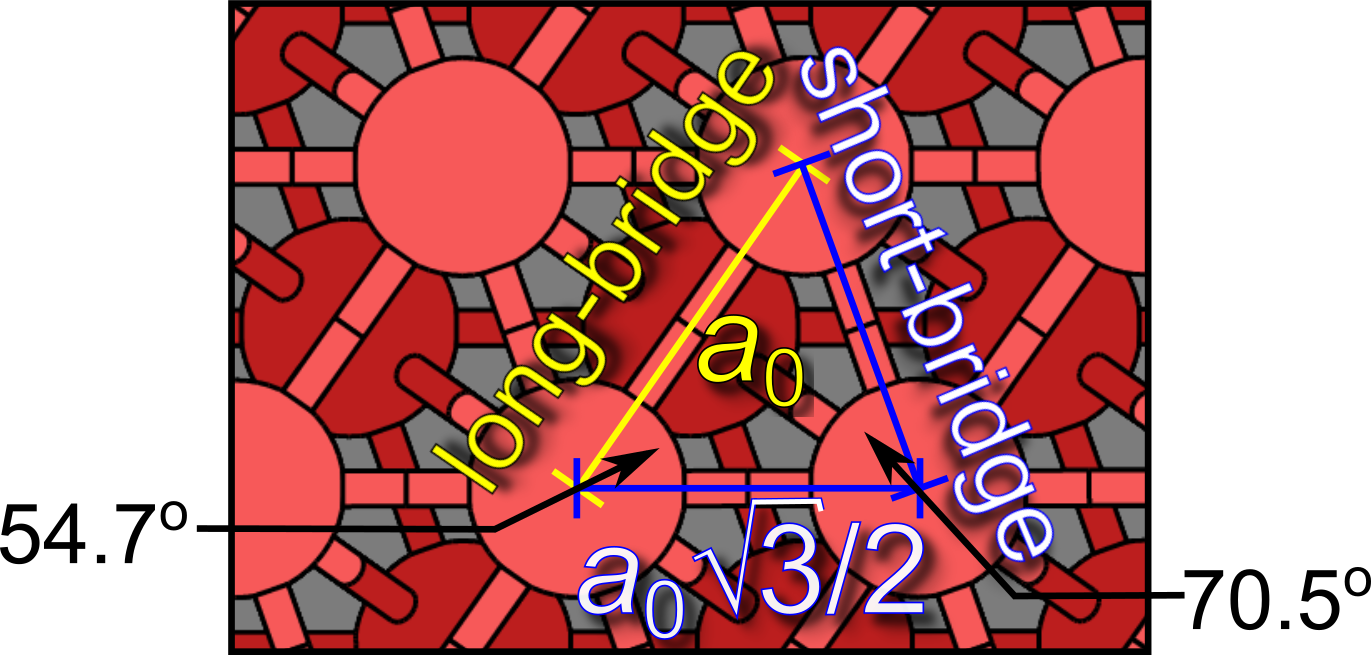 long-bridge
short-bridge
a₀
54.7º
a₀√3/2
70.5º